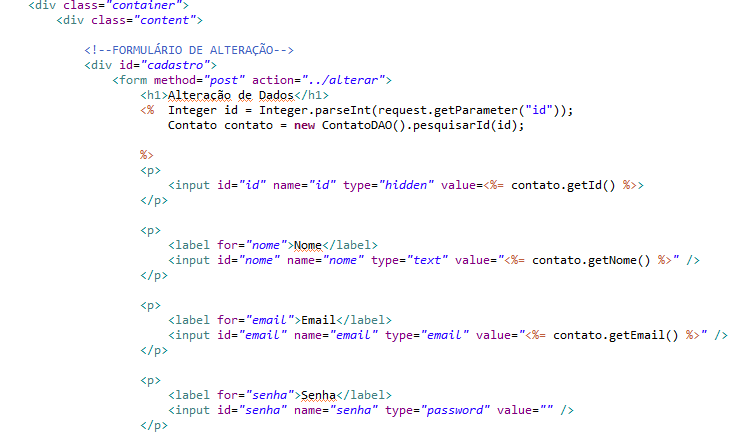 <div class="container">
<div class="content">
<!--FORMULÁRIO DE ALTERAÇÃO-->
<div id="cadastro">
<form method="post" action="../alterar">
<h1>Alteração de Dados</h1>
<% Integer id = Integer.parseInt(request.getParameter("id"));
Contato contato = new ContatoDAO().pesquisarId(id);
%>
<p>
<input id="id" name="id" type="hidden" value=<%= contato.getId() %>>
</p>
<p>
<label for="nome">Nome</label>
<input id="nome" name="nome" type="text" value="<%= contato.getNome() %>" />
</p>
<p>
<label for="email">Email</label>
<input id="email" name="email" type="email" value="<%= contato.getEmail() %>" />
</p>
<p>
<label for="senha">Senha</label>
<input id="senha" name="senha" type="password" value="" />
</p>